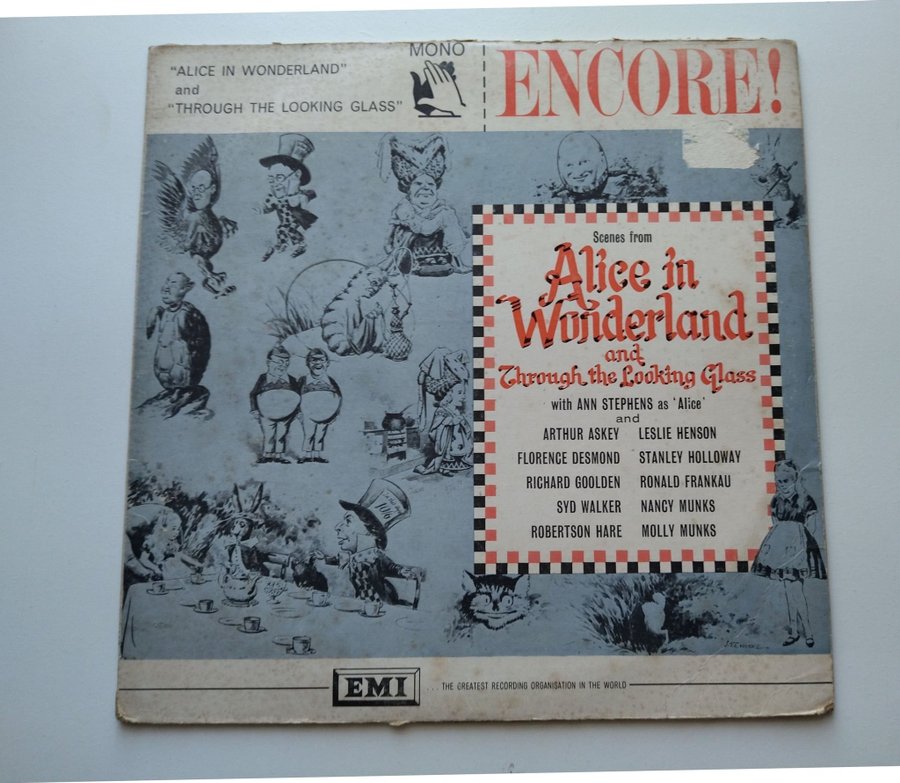 MONO
"ALICE IN WONDERLAND"
and
"THROUGH THE LOOKING GLASS"
ENCORE!
Scenes from
Alice in
Wonderland
and
Through the Looking Glass
with ANN STEPHENS as 'Alice'
and
ARTHUR ASKEY LESLIE HENSON
FLORENCE DESMOND STANLEY HOLLOWAY
RICHARD GOOLDEN RONALD FRANKAU
SYD WALKER NANCY MUNKS
ROBERTSON HARE MOLLY MUNKS
10/6
EMI ...THE GREATEST RECORDING ORGANISATION IN THE WORLD